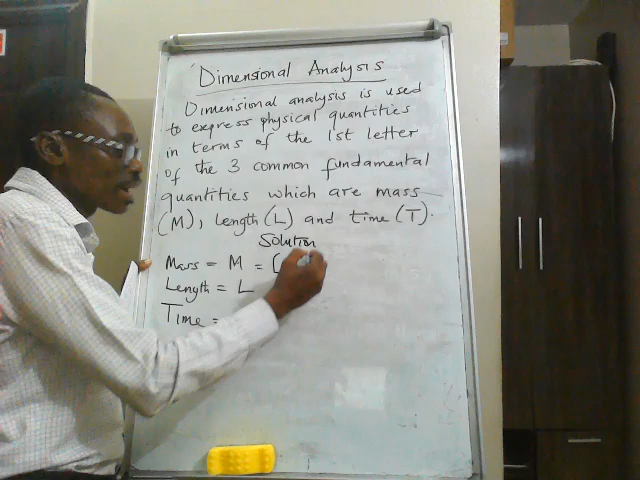 Dimensional Analysis
Dimensional analysis is used
to express physical quantities
in terms of the 1st letter
of the 3 common fundamental
quantities which are mass
(M), length (L) and time (T).
Solution
Mass = M = [
Length = L
Time =